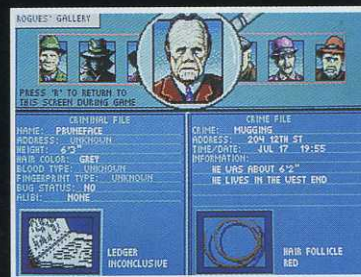 ROGUES' GALLERY
PRESS 'R' TO RETURN TO
THIS SCREEN DURING GAME
CRIMINAL FILE
NAME: PRUNEFACE
ADDRESS: UNKNOWN
HEIGHT: 6'3"
HAIR COLOR: GREY
BLOOD TYPE: UNKNOWN
FINGERPRINT TYPE: UNKNOWN
BUG STATUS: NO
ALIBI: NONE
LEDGER
INCONCLUSIVE
CRIME FILE
CRIME: MUGGING
ADDRESS: 204 12TH ST
TIME/DATE: JUL 17 19:55
INFORMATION:
HE WAS ABOUT 6'2"
HE LIVES IN THE WEST END
HAIR FOLLICLE
RED